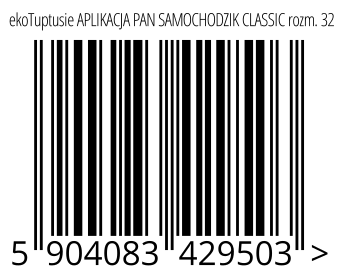 ekoTuptusie APLIKACJA PAN SAMOCHODZIK CLASSIC rozm. 32
5 904083 429503 >